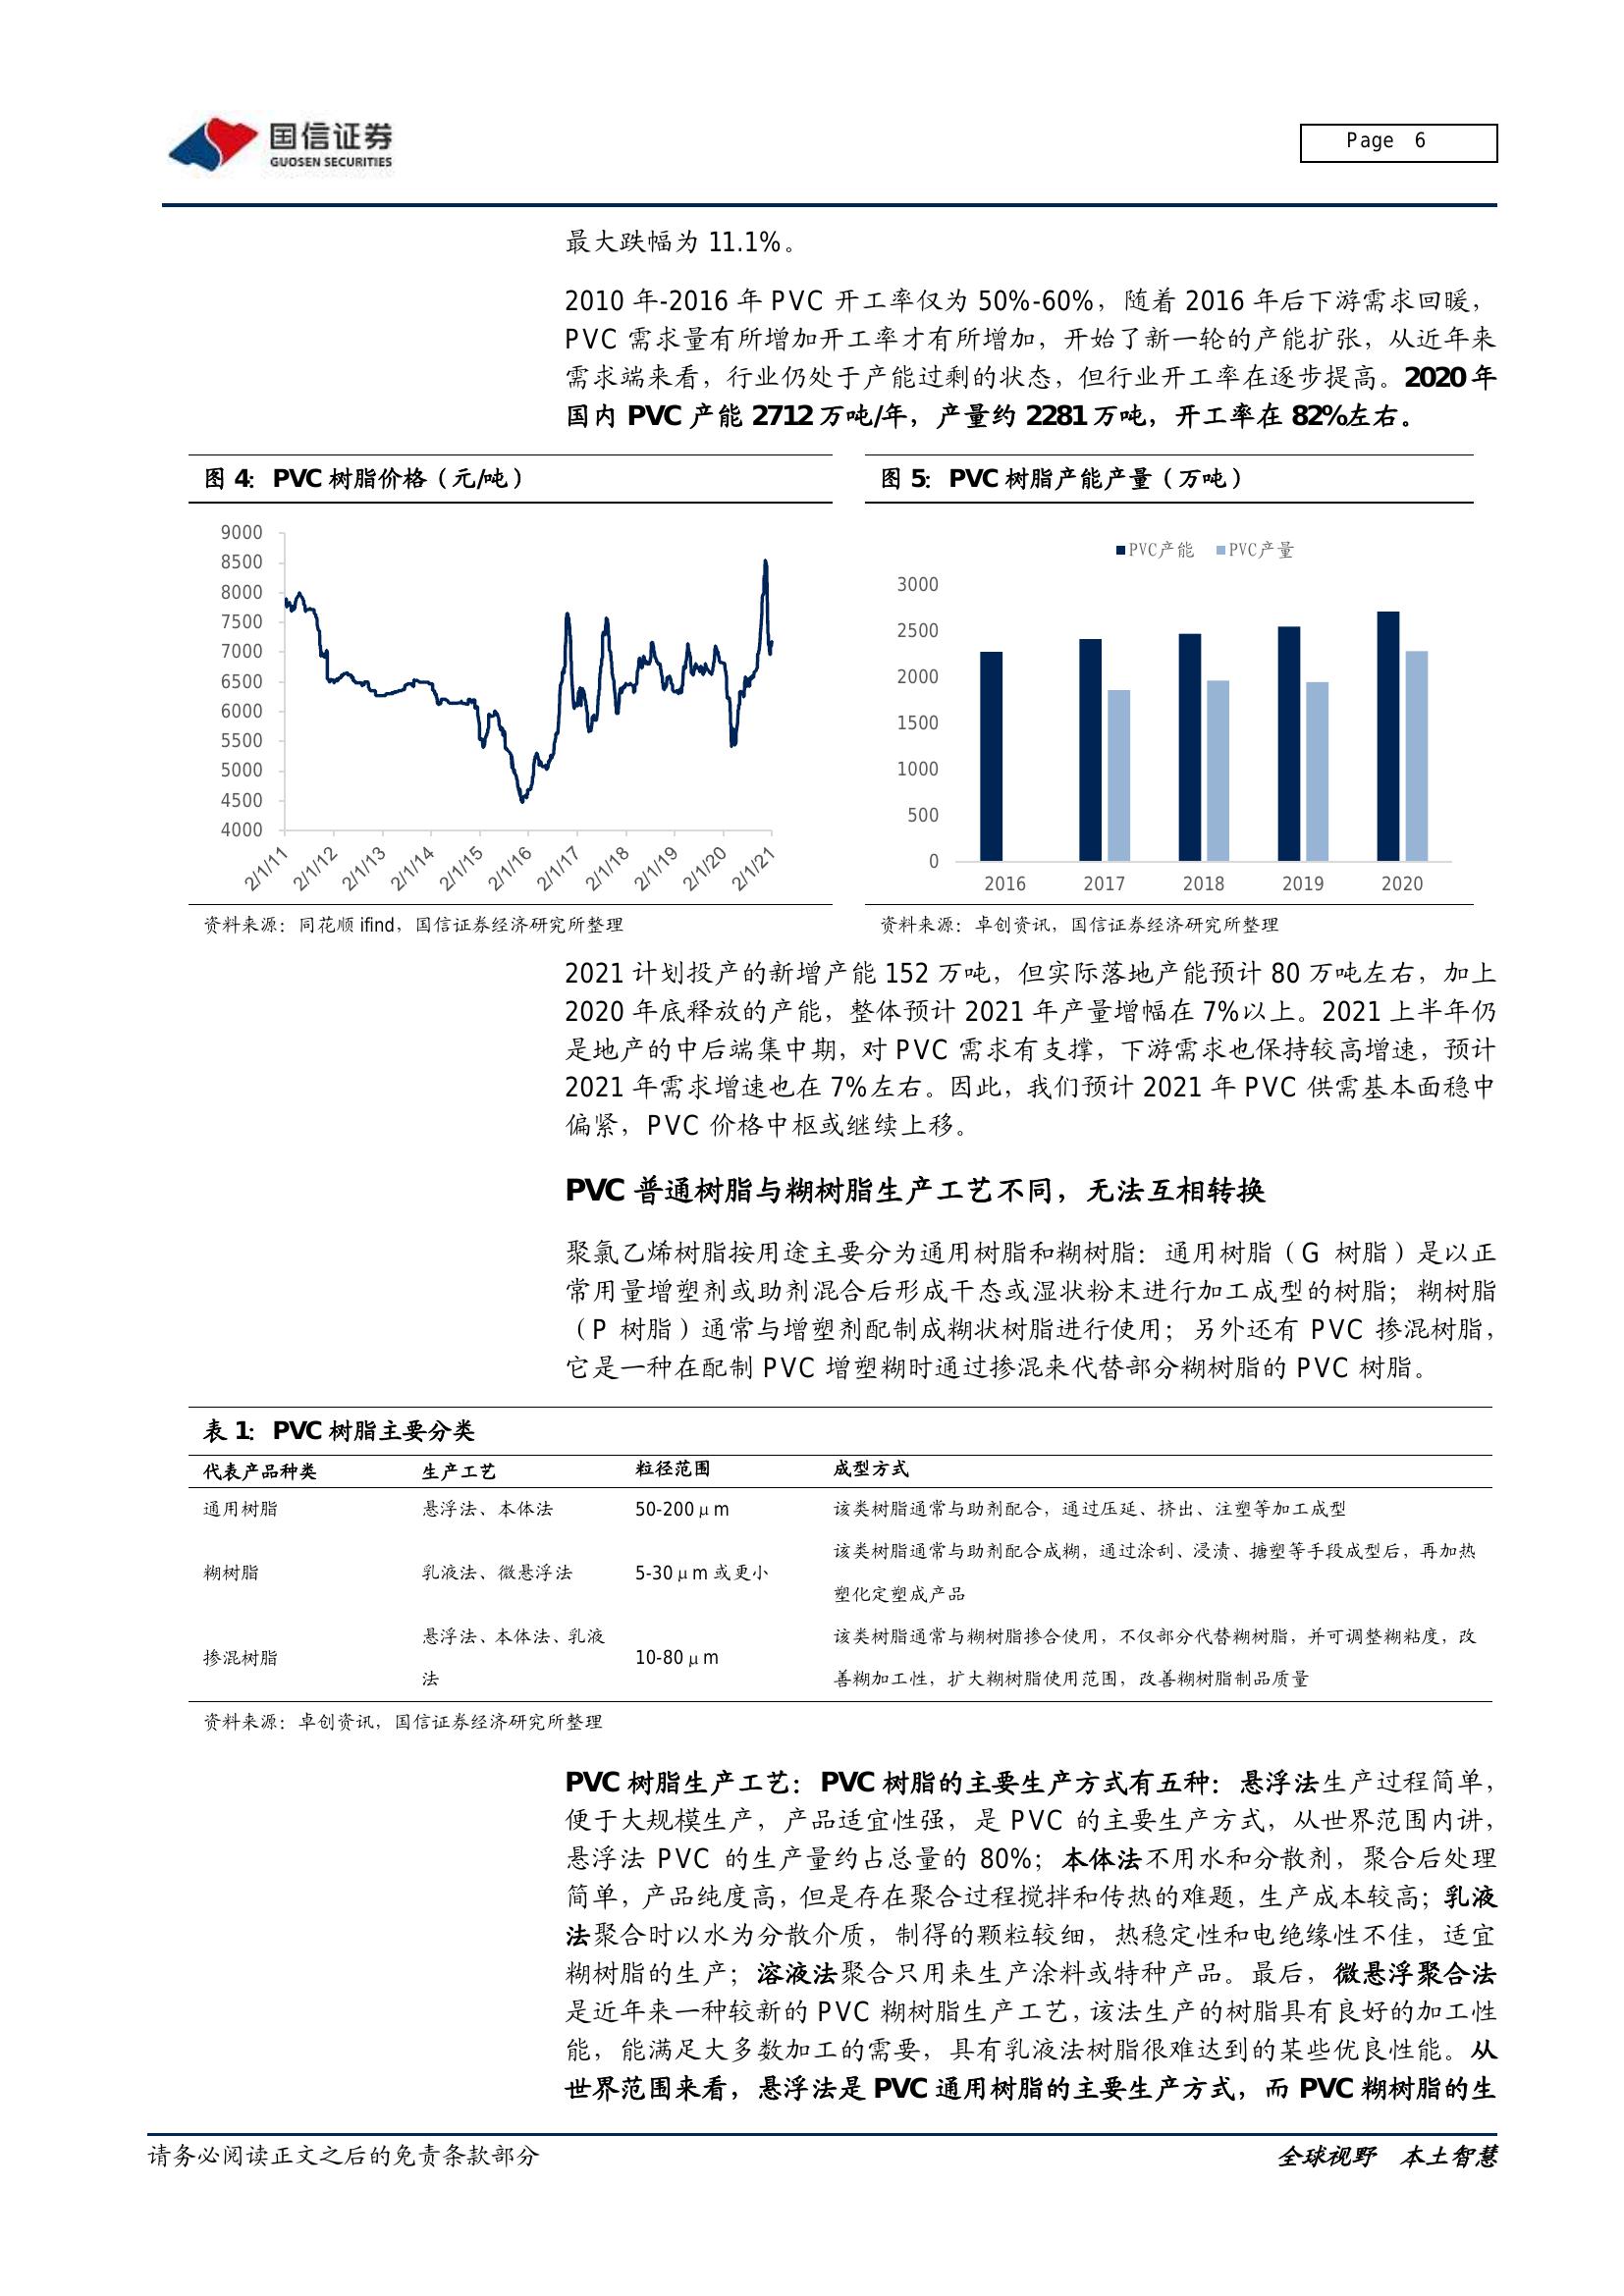 国信证券
GUOSEN SECURITIES
Page 6
最大跌幅为 11.1%。
2010 年-2016 年 PVC 开工率仅为 50%-60%，随着 2016 年后下游需求回暖，
PVC 需求量有所增加开工率才有所增加，开始了新一轮的产能扩张，从近年来
需求端来看，行业仍处于产能过剩的状态，但行业开工率在逐步提高。2020 年
国内 PVC 产能 2712 万吨/年，产量约 2281 万吨，开工率在 82%左右。
图 4：PVC 树脂价格（元/吨）
9000
8500
8000
7500
7000
6500
6000
5500
5000
4500
4000
2/1/11
2/1/12
2/1/13
2/1/14
2/1/15
2/1/16
2/1/17
2/1/18
2/1/19
2/1/20
2/1/21
资料来源：同花顺 ifind，国信证券经济研究所整理
图 5：PVC 树脂产能产量（万吨）
PVC产能 PVC产量
3000
2500
2000
1500
1000
500
0
2016 2017 2018 2019 2020
资料来源：卓创资讯，国信证券经济研究所整理
2021 计划投产的新增产能 152 万吨，但实际落地产能预计 80 万吨左右，加上
2020 年底释放的产能，整体预计 2021 年产量增幅在 7%以上。2021 上半年仍
是地产的中后端集中期，对 PVC 需求有支撑，下游需求也保持较高增速，预计
2021 年需求增速也在 7%左右。因此，我们预计 2021 年 PVC 供需基本面稳中
偏紧，PVC 价格中枢或继续上移。
PVC 普通树脂与糊树脂生产工艺不同，无法互相转换
聚氯乙烯树脂按用途主要分为通用树脂和糊树脂：通用树脂（G 树脂）是以正
常用量增塑剂或助剂混合后形成干态或湿状粉末进行加工成型的树脂；糊树脂
（P 树脂）通常与增塑剂配制成糊状树脂进行使用；另外还有 PVC 掺混树脂，
它是一种在配制 PVC 增塑糊时通过掺混来代替部分糊树脂的 PVC 树脂。
表 1：PVC 树脂主要分类
代表产品种类 生产工艺 粒径范围 成型方式
通用树脂 悬浮法、本体法 50-200μm 该类树脂通常与助剂配合，通过压延、挤出、注塑等加工成型
糊树脂 乳液法、微悬浮法 5-30μm 或更小 该类树脂通常与助剂配合成糊，通过涂刮、浸渍、搪塑等手段成型后，再加热
塑化定塑成产品
掺混树脂 悬浮法、本体法、乳液 10-80μm 该类树脂通常与糊树脂掺合使用，不仅部分代替糊树脂，并可调整糊粘度，改
法 善糊加工性，扩大糊树脂使用范围，改善糊树脂制品质量
资料来源：卓创资讯，国信证券经济研究所整理
PVC 树脂生产工艺：PVC 树脂的主要生产方式有五种：悬浮法生产过程简单，
便于大规模生产，产品适宜性强，是 PVC 的主要生产方式，从世界范围内讲，
悬浮法 PVC 的生产量约占总量的 80%；本体法不用水和分散剂，聚合后处理
简单，产品纯度高，但是存在聚合过程搅拌和传热的难题，生产成本较高；乳液
法聚合时以水为分散介质，制得的颗粒较细，热稳定性和电绝缘性不佳，适宜
糊树脂的生产；溶液法聚合只用来生产涂料或特种产品。最后，微悬浮聚合法
是近年来一种较新的 PVC 糊树脂生产工艺，该法生产的树脂具有良好的加工性
能，能满足大多数加工的需要，具有乳液法树脂很难达到的某些优良性能。从
世界范围来看，悬浮法是 PVC 通用树脂的主要生产方式，而 PVC 糊树脂的生
请务必阅读正文之后的免责条款部分
全球视野 本土智慧